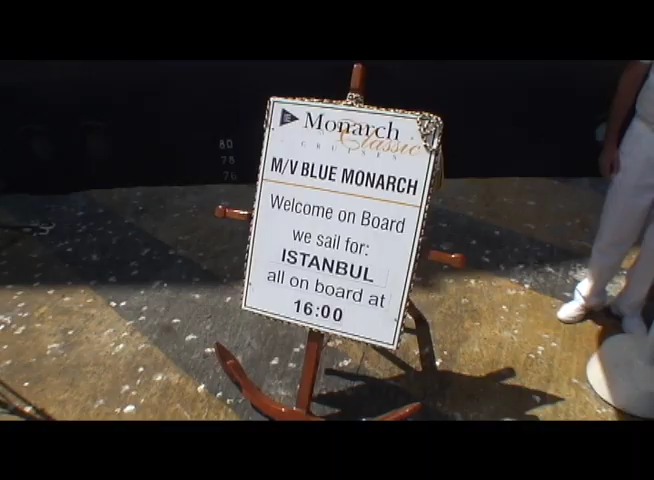 Monarch
Classic
CRUISES
M/V BLUE MONARCH
Welcome on Board
we sail for:
ISTANBUL
all on board at
16:00
80
78
76